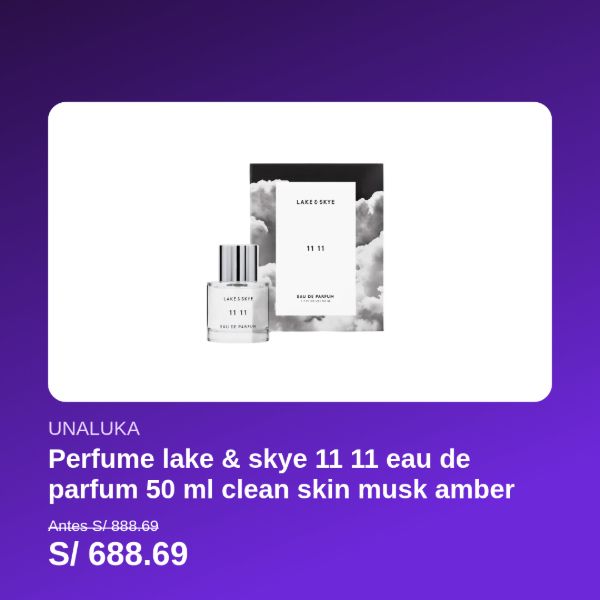 LAKE & SKYE
11 11
EAU DE PARFUM
LAKE & SKYE
11 11
EAU DE PARFUM
UNALUKA
Perfume lake & skye 11 11 eau de
parfum 50 ml clean skin musk amber
Antes S/ 888.69
S/ 688.69